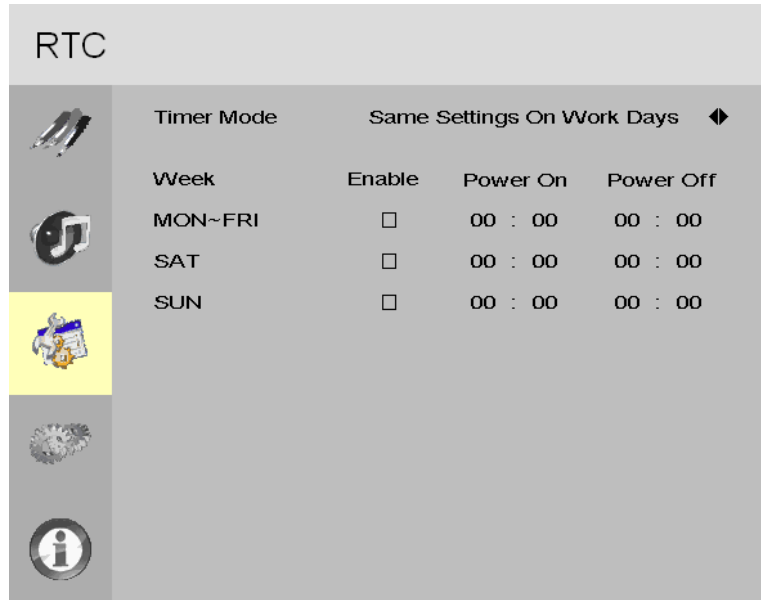 RTC
Timer Mode Same Settings On Work Days
Week Enable Power On Power Off
MON~FRI 00 : 00 00 : 00
SAT 00 : 00 00 : 00
SUN 00 : 00 00 : 00